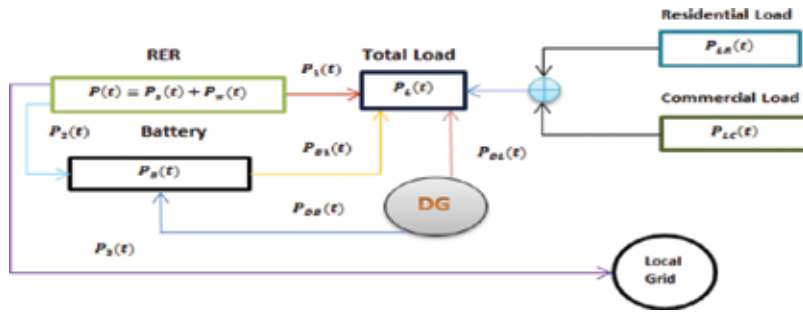 Residential Load
RER
Total Load
P_LR(t)
P_1(t)
P(t) = P_s(t) + P_w(t)
P_L(t)
Commercial Load
P_2(t)
Battery
P_B1(t)
P_DL(t)
P_LC(t)
P_B(t)
P_DB(t)
DG
P_3(t)
Local
Grid